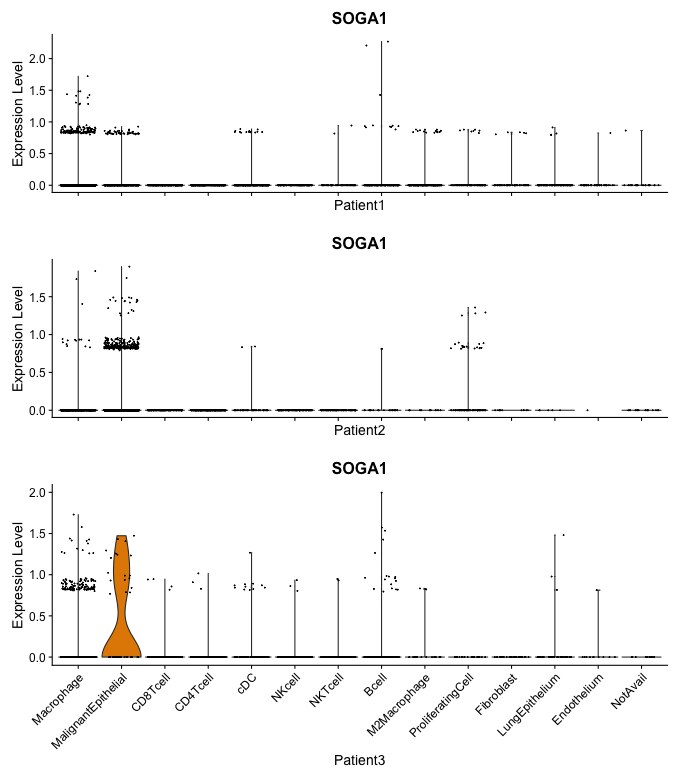 SOGA1
Expression Level
2.0
1.5
1.0
0.5
0.0
Patient1
SOGA1
Expression Level
1.5
1.0
0.5
0.0
Patient2
SOGA1
Expression Level
2.0
1.5
1.0
0.5
0.0
Macrophage
MalignantEpithelial
CD8Tcell
CD4Tcell
cDC
NKcell
NKTcell
Bcell
M2Macrophage
ProliferatingCell
Fibroblast
LungEpithelium
Endothelium
NotAvail
Patient3